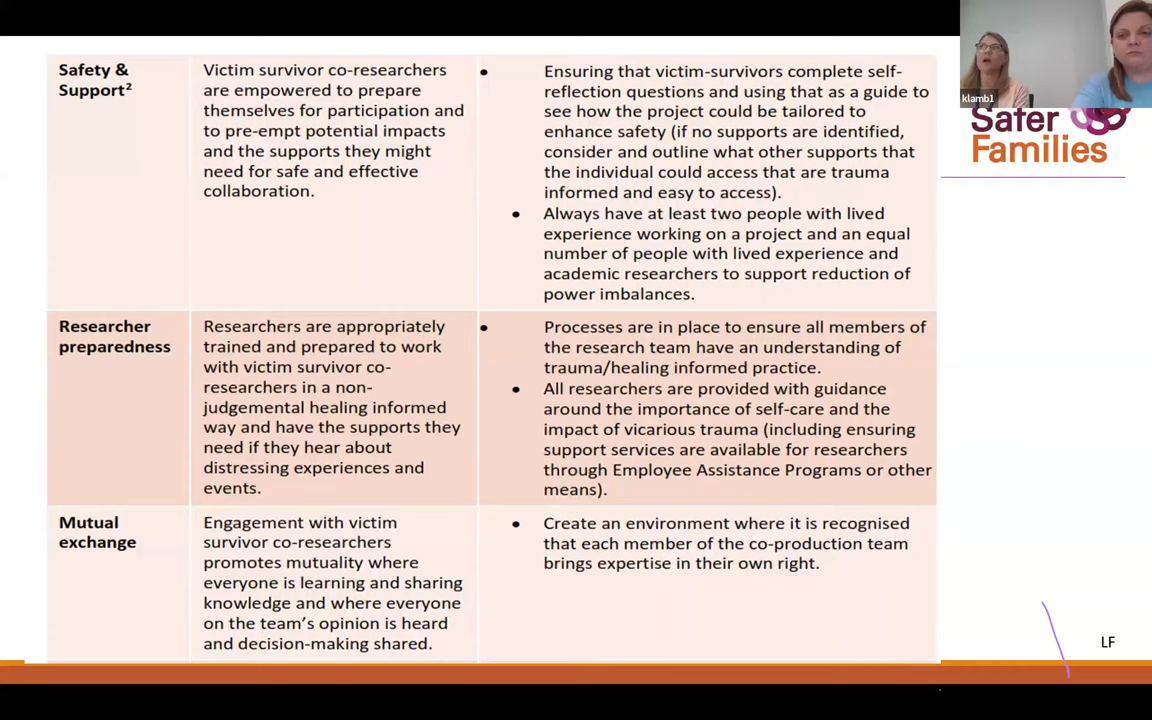 Safety &
Support²
Victim survivor co-researchers
are empowered to prepare
themselves for participation and
to pre-empt potential impacts
and the supports they might
need for safe and effective
collaboration.
• Ensuring that victim-survivors complete self-
reflection questions and using that as a guide to
see how the project could be tailored to
enhance safety (if no supports are identified,
consider and outline what other supports that
the individual could access that are trauma
informed and easy to access).
• Always have at least two people with lived
experience working on a project and an equal
number of people with lived experience and
academic researchers to support reduction of
power imbalances.
Researcher
preparedness
Researchers are appropriately
trained and prepared to work
with victim survivor co-
researchers in a non-
judgemental healing informed
way and have the supports they
need if they hear about
distressing experiences and
events.
• Processes are in place to ensure all members of
the research team have an understanding of
trauma/healing informed practice.
• All researchers are provided with guidance
around the importance of self-care and the
impact of vicarious trauma (including ensuring
support services are available for researchers
through Employee Assistance Programs or other
means).
Mutual
exchange
Engagement with victim
survivor co-researchers
promotes mutuality where
everyone is learning and sharing
knowledge and where everyone
on the team's opinion is heard
and decision-making shared.
• Create an environment where it is recognised
that each member of the co-production team
brings expertise in their own right.
klamb1
Safer
Families
LF